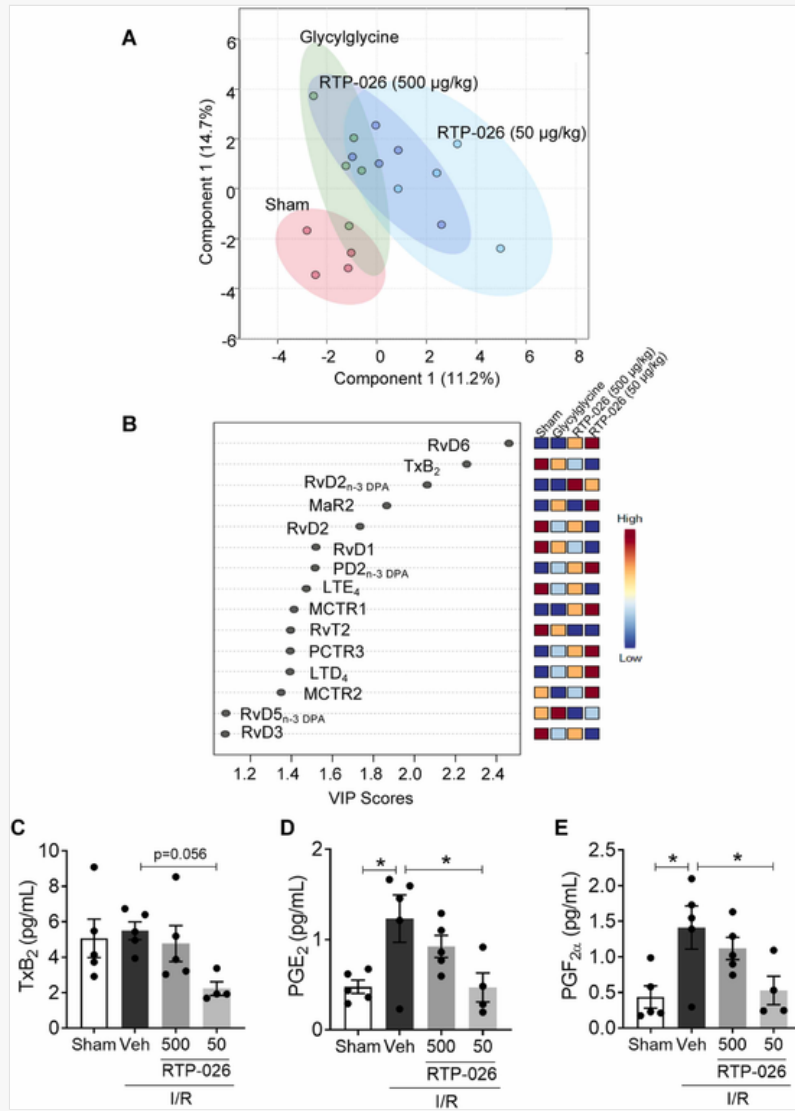 A
Glycylglycine
RTP-026 (500 µg/kg)
RTP-026 (50 µg/kg)
Sham
Component 1 (14.7%)
6
4
2
0
-2
-4
-6
-4 -2 0 2 4 6 8
Component 1 (11.2%)
B
Sham
Glycylglycine
RTP-026 (500 µg/kg)
RTP-026 (50 µg/kg)
RvD6
TxB2
RvD2n-3 DPA
MaR2
RvD2
RvD1
PD2n-3 DPA
LTE4
MCTR1
RvT2
PCTR3
LTD4
MCTR2
RvD5n-3 DPA
RvD3
High
Low
1.2 1.4 1.6 1.8 2.0 2.2 2.4
VIP Scores
C
p=0.056
TxB2 (pg/mL)
10
8
6
4
2
0
Sham Veh 500 50
RTP-026
I/R
D
* *
PGE2 (pg/mL)
2
1
0
Sham Veh 500 50
RTP-026
I/R
E
* *
PGF2α (pg/mL)
2.5
2.0
1.5
1.0
0.5
0.0
Sham Veh 500 50
RTP-026
I/R